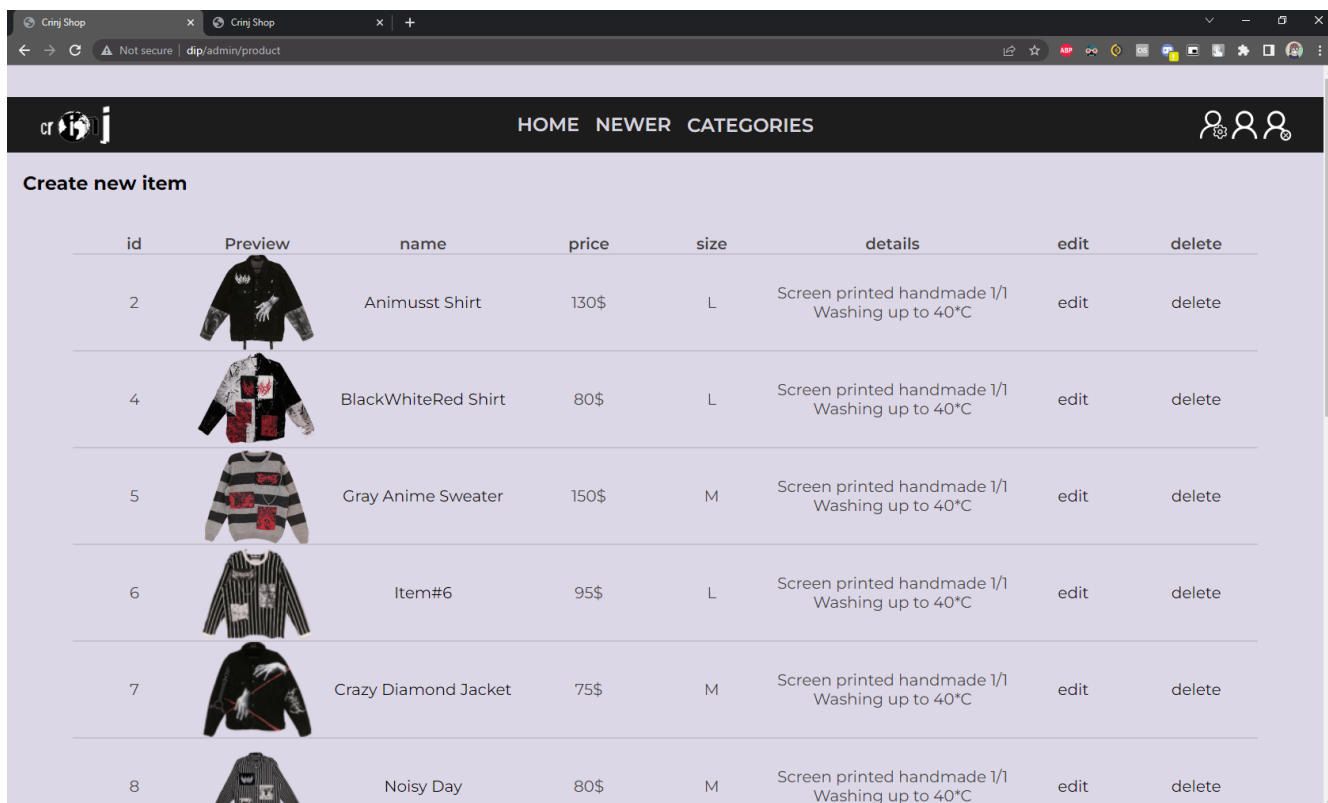 Crinj Shop
Crinj Shop
Not secure | dip/admin/product
ABP
HOME NEWER CATEGORIES
Create new item
id Preview name price size details edit delete
2 Animusst Shirt 130$ L Screen printed handmade 1/1 edit delete
Washing up to 40*C
4 BlackWhiteRed Shirt 80$ L Screen printed handmade 1/1 edit delete
Washing up to 40*C
5 Gray Anime Sweater 150$ M Screen printed handmade 1/1 edit delete
Washing up to 40*C
6 Item#6 95$ L Screen printed handmade 1/1 edit delete
Washing up to 40*C
7 Crazy Diamond Jacket 75$ M Screen printed handmade 1/1 edit delete
Washing up to 40*C
8 Noisy Day 80$ M Screen printed handmade 1/1 edit delete
Washing up to 40*C